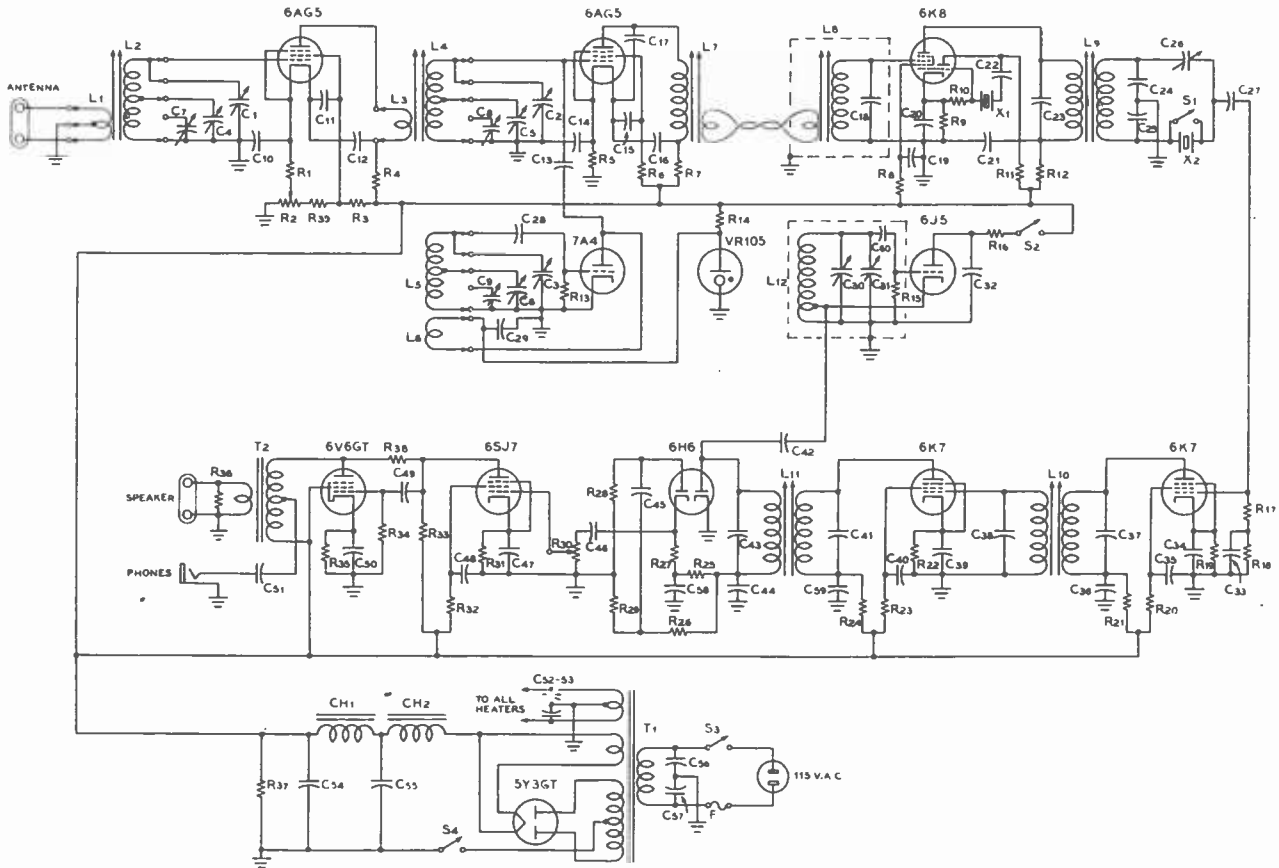 6AG5
6AG5
6K8
L2
L4
C17
L7
L8
L9
C26
ANTENNA
L1
C7
C4
C1
C11
L3
C8
C5
C2
C14
C15
C16
C18
C20
R10
C22
X1
R9
C23
C24
C25
S1
X2
C27
C10
C12
C13
C19
C21
R1
R4
R5
R6
R7
R8
R11
R12
R2
R39
R3
C28
7A4
R14
VR105
6J5
R16
S2
L5
C9
C6
C3
R13
L12
C30
C31
C60
R15
C32
L6
C29
T2
6V6GT
R38
C49
6SJ7
6H6
C42
L11
6K7
L10
6K7
R36
SPEAKER
R34
R33
R28
C45
C43
C41
C38
C37
R17
R35
C50
C48
R31
C47
R30
C46
R27
R25
C40
R22
C39
C35
C34
R19
R18
PHONES
C51
R32
R29
C58
C44
C59
R24
R23
C36
R21
R20
C33
R26
CH1
CH2
C52-53
TO ALL
HEATERS
T1
S3
C56
115 V. A C
R37
C54
C55
5Y3GT
C57
F
S4